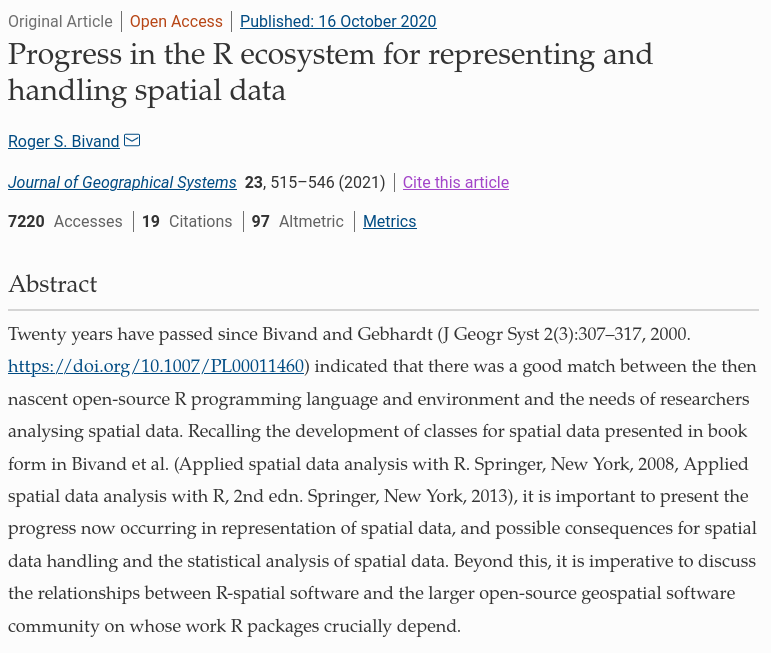 Original Article | Open Access | Published: 16 October 2020
Progress in the R ecosystem for representing and
handling spatial data
Roger S. Bivand
Journal of Geographical Systems 23, 515–546 (2021) | Cite this article
7220 Accesses | 19 Citations | 97 Altmetric | Metrics
Abstract
Twenty years have passed since Bivand and Gebhardt (J Geogr Syst 2(3):307–317, 2000.
https://doi.org/10.1007/PL00011460) indicated that there was a good match between the then
nascent open-source R programming language and environment and the needs of researchers
analysing spatial data. Recalling the development of classes for spatial data presented in book
form in Bivand et al. (Applied spatial data analysis with R. Springer, New York, 2008, Applied
spatial data analysis with R, 2nd edn. Springer, New York, 2013), it is important to present the
progress now occurring in representation of spatial data, and possible consequences for spatial
data handling and the statistical analysis of spatial data. Beyond this, it is imperative to discuss
the relationships between R-spatial software and the larger open-source geospatial software
community on whose work R packages crucially depend.